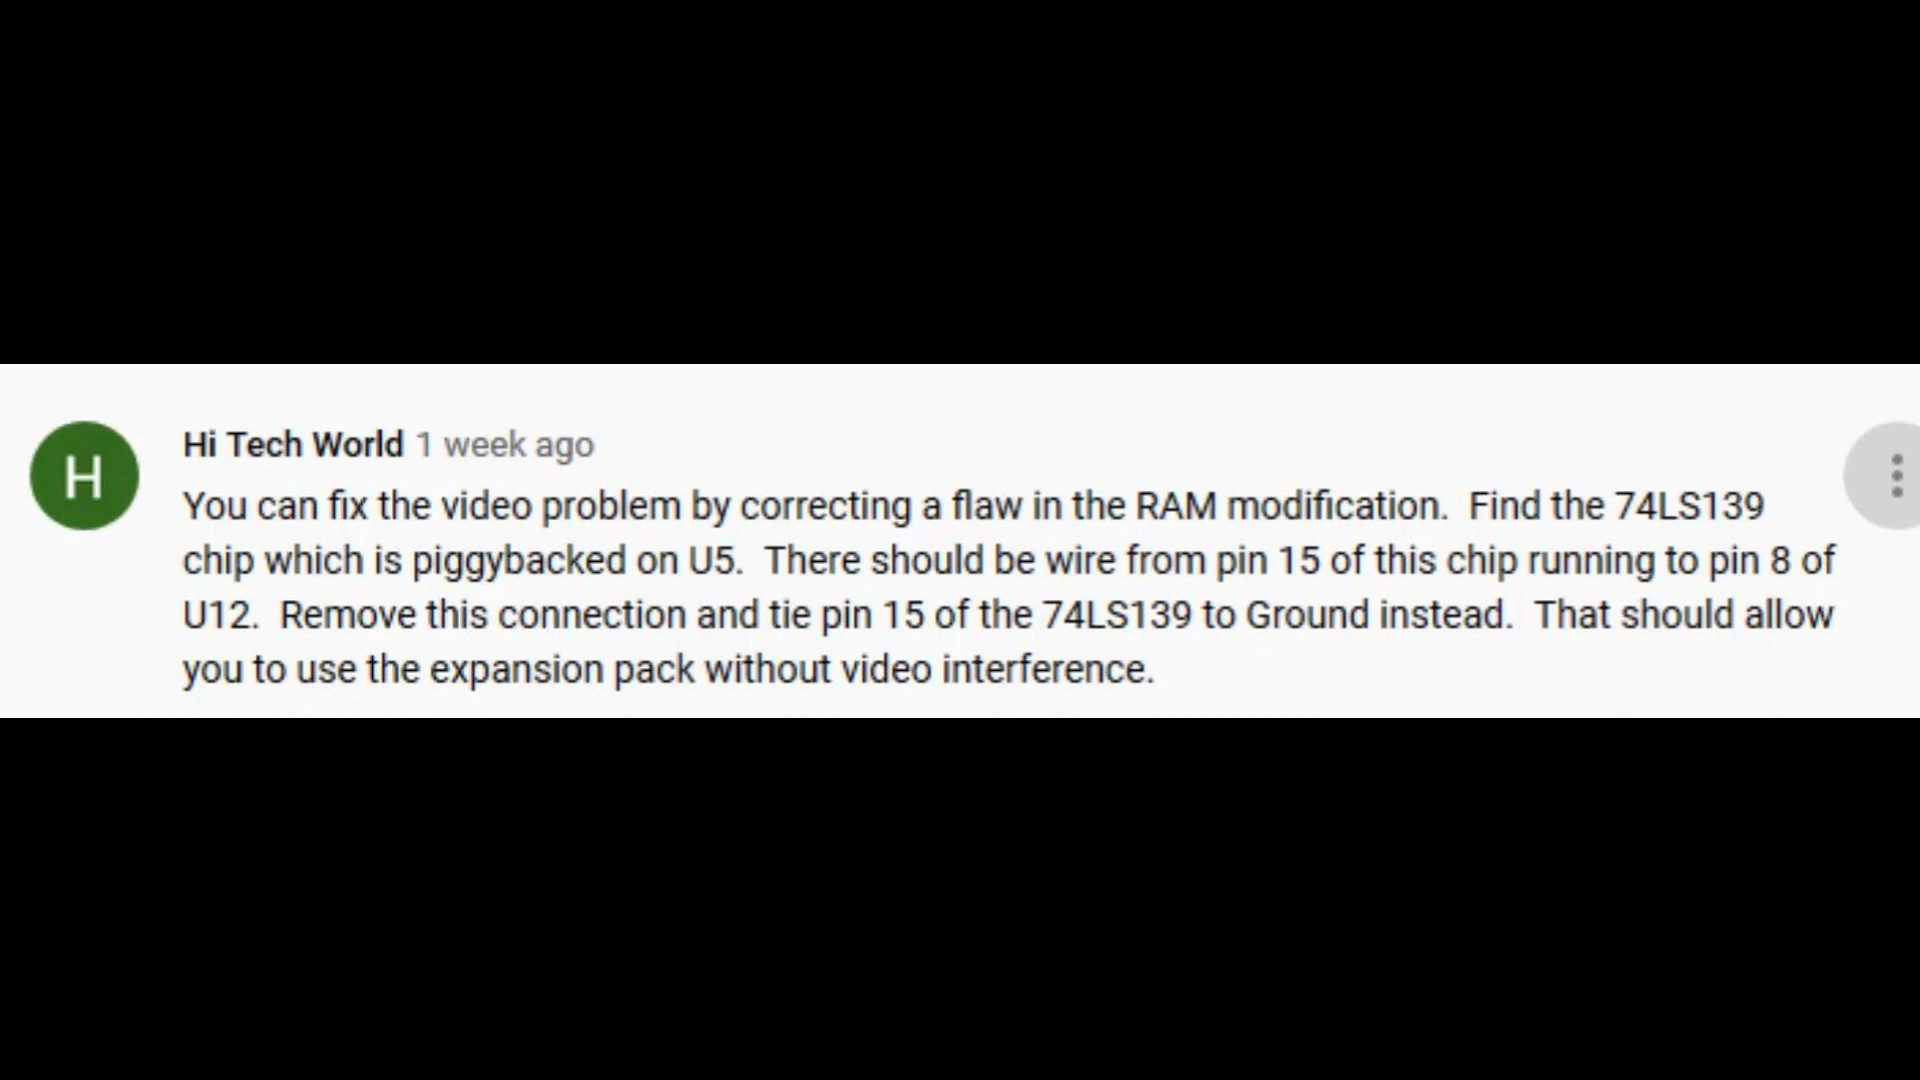 H
Hi Tech World 1 week ago
You can fix the video problem by correcting a flaw in the RAM modification.  Find the 74LS139
chip which is piggybacked on U5.  There should be wire from pin 15 of this chip running to pin 8 of
U12.  Remove this connection and tie pin 15 of the 74LS139 to Ground instead.  That should allow
you to use the expansion pack without video interference.